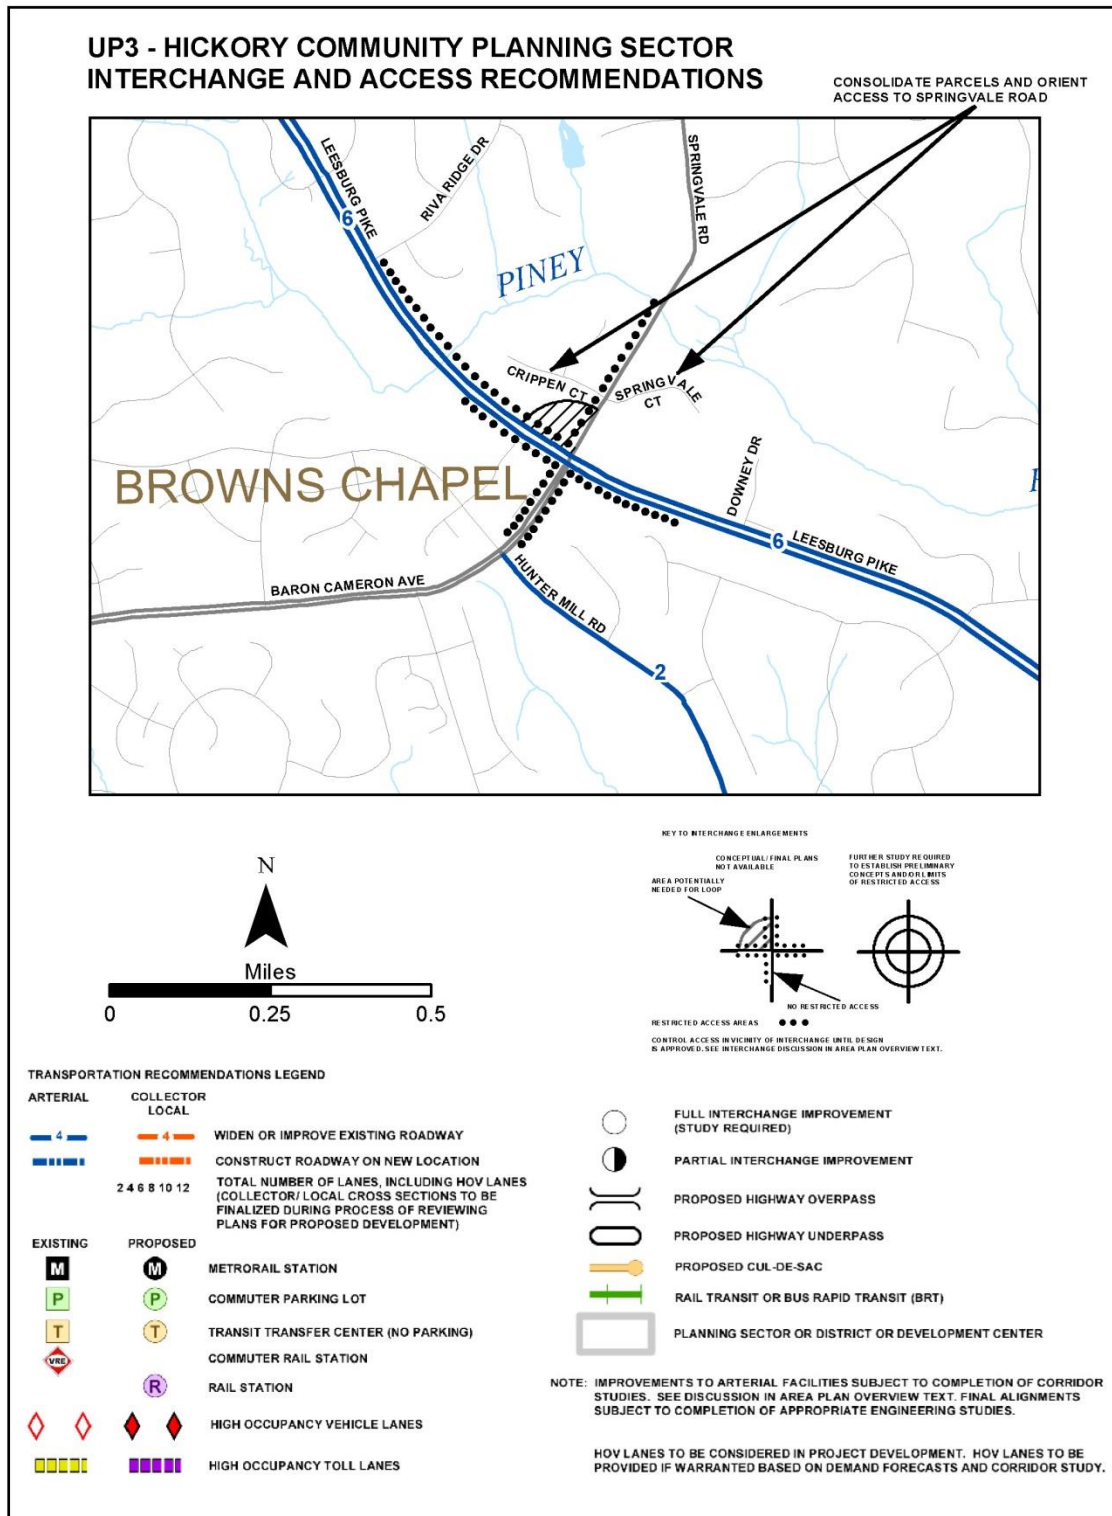 UP3 - HICKORY COMMUNITY PLANNING SECTOR
INTERCHANGE AND ACCESS RECOMMENDATIONS
CONSOLIDATE PARCELS AND ORIENT
ACCESS TO SPRINGVALE ROAD
LEESBURG PIKE
6
RIVA RIDGE DR
SPRINGVALE RD
PINEY
CRIPPEN CT
SPRINGVALE
CT
BROWNS CHAPEL
DOWNEY DR
6
LEESBURG PIKE
BARON CAMERON AVE
HUNTER MILL RD
2
KEY TO INTERCHANGE ENLARGEMENTS
CONCEPTUAL/ FINAL PLANS
NOT AVAILABLE
FURTHER STUDY REQUIRED
TO ESTABLISH PRELIMINARY
CONCEPTS AND/OR LIMITS
OF RESTRICTED ACCESS
AREA POTENTIALLY
NEEDED FOR LOOP
NO RESTRICTED ACCESS
RESTRICTED ACCESS AREAS
CONTROL ACCESS IN VICINITY OF INTERCHANGE UNTIL DESIGN
IS APPROVED. SEE INTERCHANGE DISCUSSION IN AREA PLAN OVERVIEW TEXT.
N
Miles
0 0.25 0.5
TRANSPORTATION RECOMMENDATIONS LEGEND
ARTERIAL COLLECTOR
LOCAL
4 4 WIDEN OR IMPROVE EXISTING ROADWAY
CONSTRUCT ROADWAY ON NEW LOCATION
2 4 6 8 10 12 TOTAL NUMBER OF LANES, INCLUDING HOV LANES
(COLLECTOR/ LOCAL CROSS SECTIONS TO BE
FINALIZED DURING PROCESS OF REVIEWING
PLANS FOR PROPOSED DEVELOPMENT)
EXISTING PROPOSED
M M METRORAIL STATION
P P COMMUTER PARKING LOT
T T TRANSIT TRANSFER CENTER (NO PARKING)
VRE COMMUTER RAIL STATION
R RAIL STATION
HIGH OCCUPANCY VEHICLE LANES
HIGH OCCUPANCY TOLL LANES
FULL INTERCHANGE IMPROVEMENT
(STUDY REQUIRED)
PARTIAL INTERCHANGE IMPROVEMENT
PROPOSED HIGHWAY OVERPASS
PROPOSED HIGHWAY UNDERPASS
PROPOSED CUL-DE-SAC
RAIL TRANSIT OR BUS RAPID TRANSIT (BRT)
PLANNING SECTOR OR DISTRICT OR DEVELOPMENT CENTER
NOTE: IMPROVEMENTS TO ARTERIAL FACILITIES SUBJECT TO COMPLETION OF CORRIDOR
STUDIES. SEE DISCUSSION IN AREA PLAN OVERVIEW TEXT. FINAL ALIGNMENTS
SUBJECT TO COMPLETION OF APPROPRIATE ENGINEERING STUDIES.
HOV LANES TO BE CONSIDERED IN PROJECT DEVELOPMENT. HOV LANES TO BE
PROVIDED IF WARRANTED BASED ON DEMAND FORECASTS AND CORRIDOR STUDY.